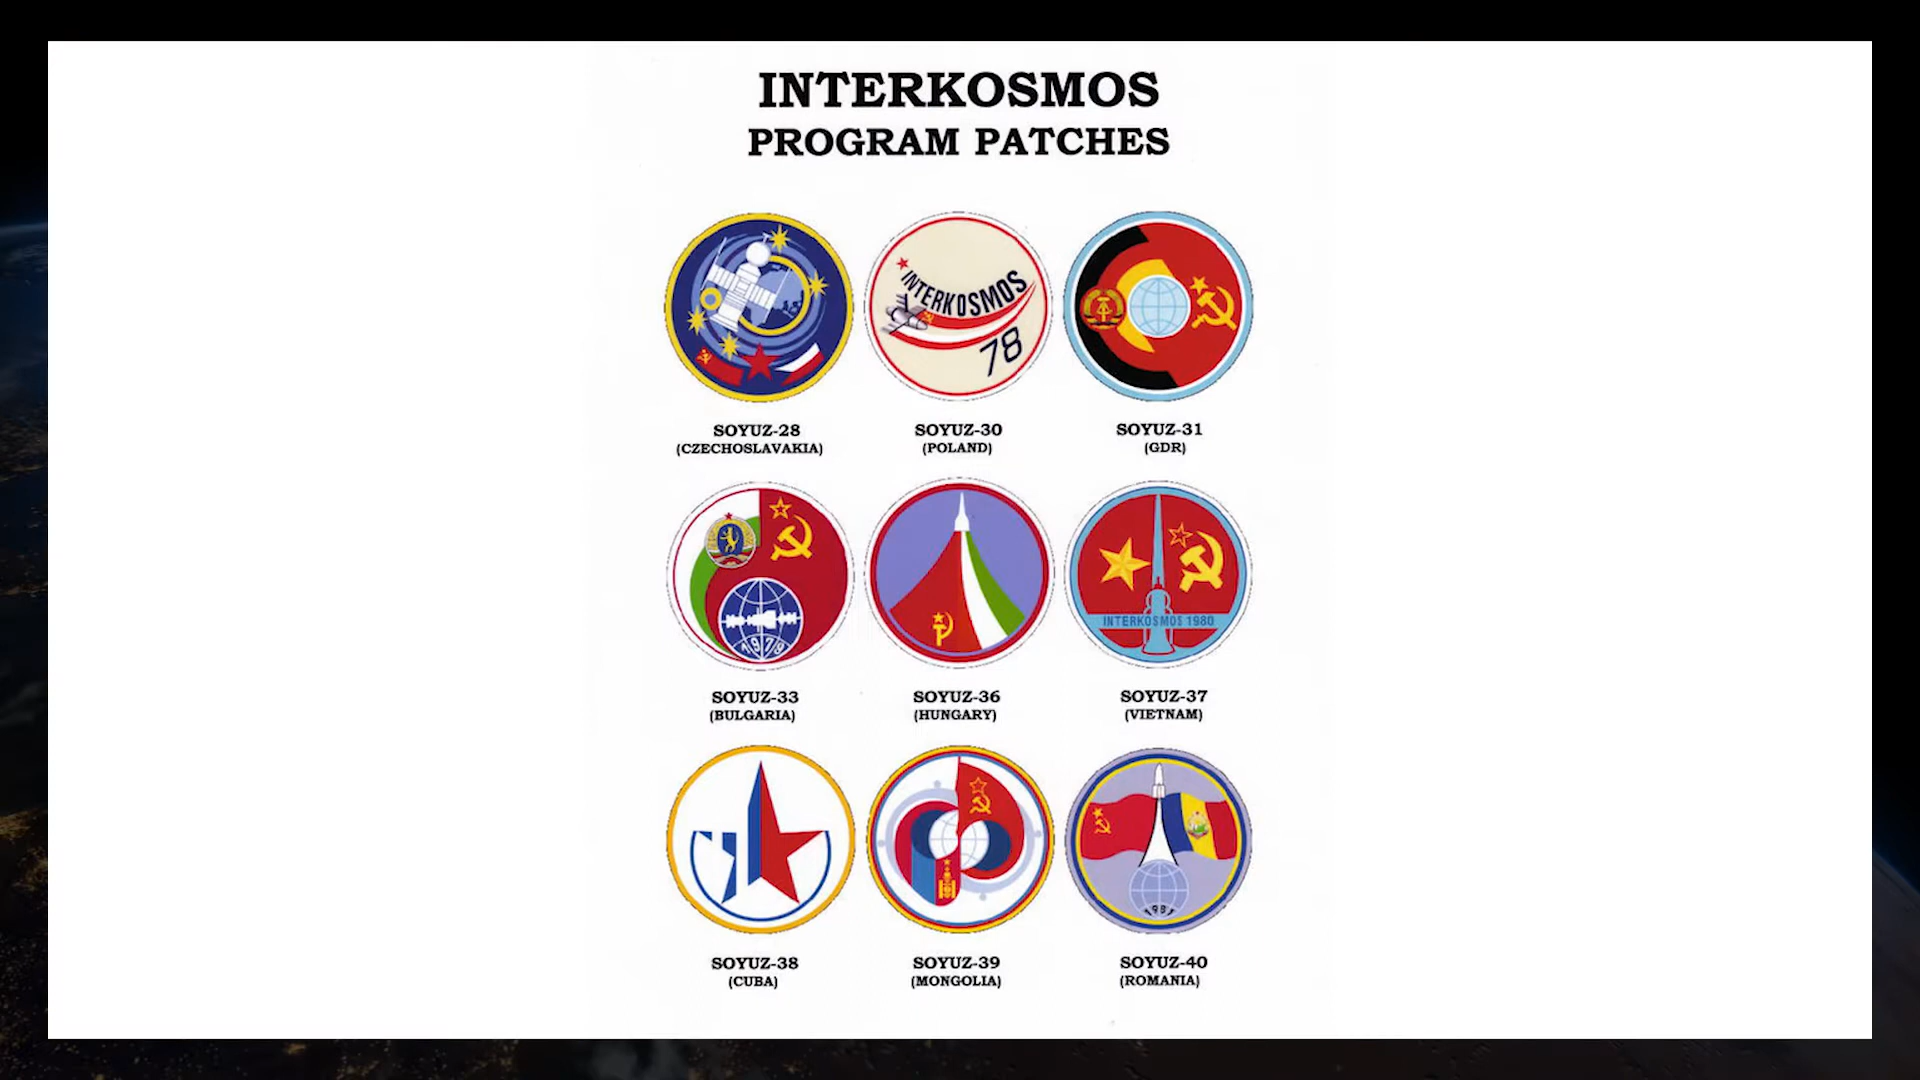 INTERKOSMOS
PROGRAM PATCHES
INTERKOSMOS
78
SOYUZ-28
(CZECHOSLAVAKIA)
SOYUZ-30
(POLAND)
SOYUZ-31
(GDR)
1979
INTERKOSMOS 1980
SOYUZ-33
(BULGARIA)
SOYUZ-36
(HUNGARY)
SOYUZ-37
(VIETNAM)
1981
SOYUZ-38
(CUBA)
SOYUZ-39
(MONGOLIA)
SOYUZ-40
(ROMANIA)